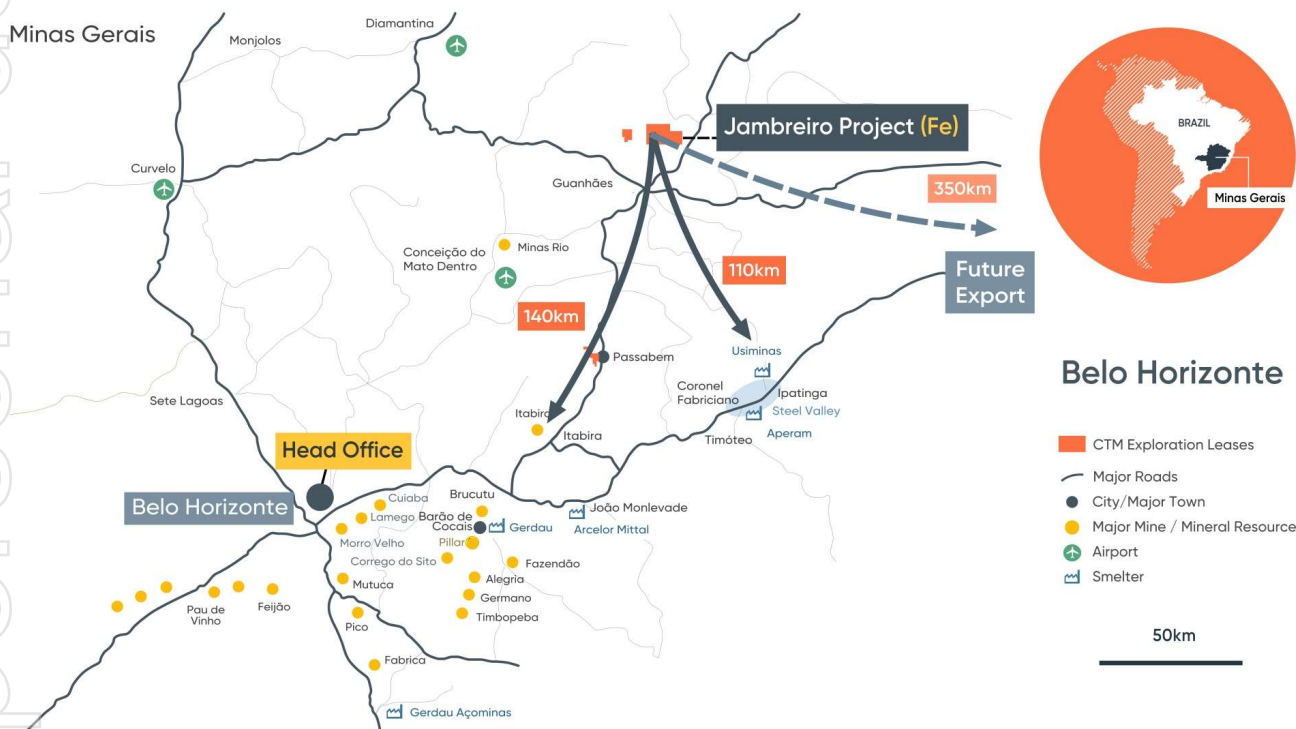 Minas Gerais
Diamantina
Monjolos
Jambreiro Project (Fe)
Curvelo
Guanhães
350km
Conceição do
Mato Dentro
Minas Rio
110km
Future
Export
140km
Passabem
Usiminas
Coronel
Fabriciano
Ipatinga
Steel Valley
Sete Lagoas
Itabira
Itabira
Timóteo
Aperam
Head Office
Belo Horizonte
Cuiaba
Brucutu
Lamego
Barão de
Cocais
Gerdau
João Monlevade
Arcelor Mittal
Morro Velho
Pillar
Corrego do Sito
Fazendão
Mutuca
Alegria
Germano
Timbopeba
Pau de
Vinho
Feijão
Pico
Fabrica
Gerdau Açominas
BRAZIL
Minas Gerais
Belo Horizonte
CTM Exploration Leases
Major Roads
City/Major Town
Major Mine / Mineral Resource
Airport
Smelter
50km